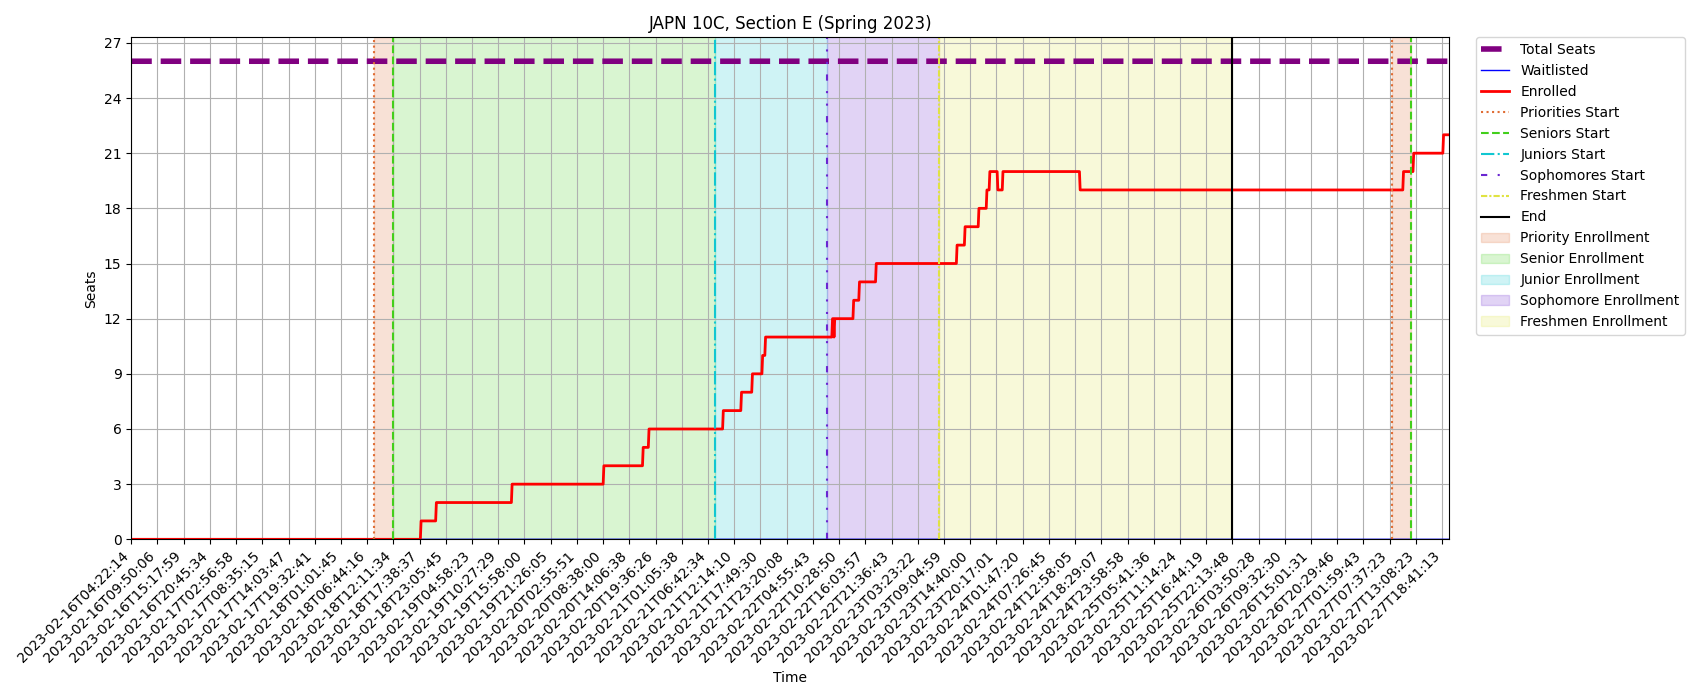 JAPN 10C, Section E (Spring 2023)
Seats
27
24
21
18
15
12
9
6
3
0
2023-02-16T04:22:14
2023-02-16T09:50:06
2023-02-16T15:17:59
2023-02-16T20:45:34
2023-02-17T02:56:58
2023-02-17T08:35:15
2023-02-17T14:03:47
2023-02-17T19:32:41
2023-02-18T01:01:45
2023-02-18T06:44:16
2023-02-18T12:11:34
2023-02-18T17:38:37
2023-02-18T23:05:45
2023-02-19T04:58:23
2023-02-19T10:27:29
2023-02-19T15:58:00
2023-02-19T21:26:05
2023-02-20T02:55:51
2023-02-20T08:38:00
2023-02-20T14:06:38
2023-02-20T19:36:26
2023-02-21T01:05:38
2023-02-21T06:42:34
2023-02-21T12:14:10
2023-02-21T17:49:30
2023-02-21T23:20:08
2023-02-22T04:55:43
2023-02-22T10:28:50
2023-02-22T16:03:57
2023-02-22T21:36:43
2023-02-23T03:23:22
2023-02-23T09:04:59
2023-02-23T14:40:00
2023-02-23T20:17:01
2023-02-24T01:47:20
2023-02-24T07:26:45
2023-02-24T12:58:05
2023-02-24T18:29:07
2023-02-24T23:58:58
2023-02-25T05:41:36
2023-02-25T11:14:24
2023-02-25T16:44:19
2023-02-25T22:13:48
2023-02-26T03:50:28
2023-02-26T09:32:30
2023-02-26T15:01:31
2023-02-26T20:29:46
2023-02-27T01:59:43
2023-02-27T07:37:23
2023-02-27T13:08:23
2023-02-27T18:41:13
Time
Total Seats
Waitlisted
Enrolled
Priorities Start
Seniors Start
Juniors Start
Sophomores Start
Freshmen Start
End
Priority Enrollment
Senior Enrollment
Junior Enrollment
Sophomore Enrollment
Freshmen Enrollment